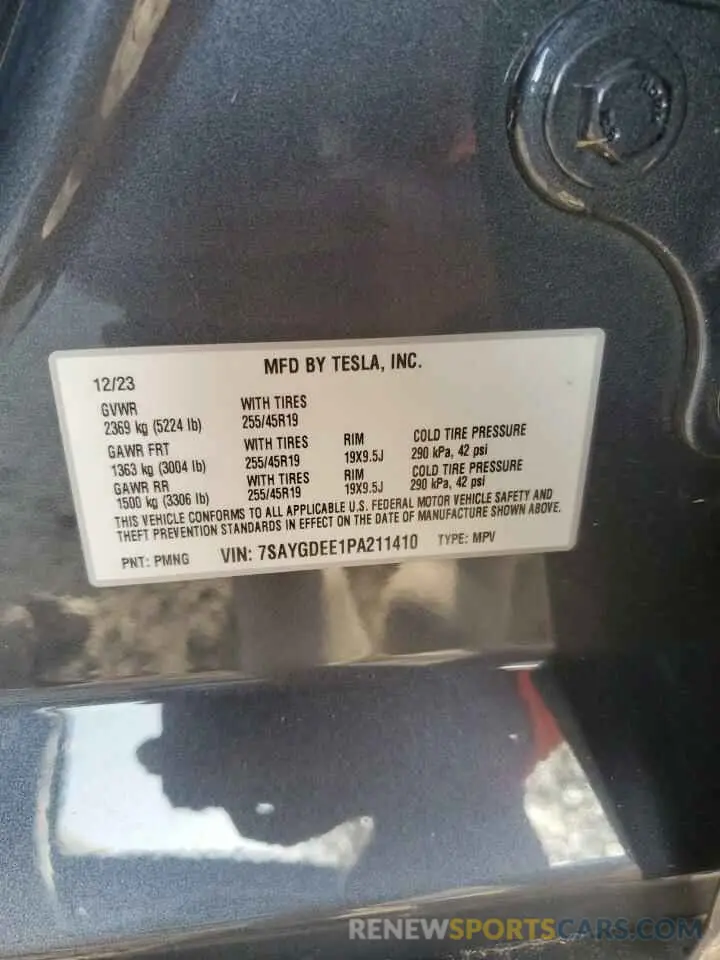 MFD BY TESLA, INC.
12/23
GVWR WITH TIRES
2369 kg (5224 lb) 255/45R19
GAWR FRT WITH TIRES RIM COLD TIRE PRESSURE
1363 kg (3004 lb) 255/45R19 19X9.5J 290 kPa, 42 psi
GAWR RR WITH TIRES RIM COLD TIRE PRESSURE
1500 kg (3306 lb) 255/45R19 19X9.5J 290 kPa, 42 psi
THIS VEHICLE CONFORMS TO ALL APPLICABLE U.S. FEDERAL MOTOR VEHICLE SAFETY AND
THEFT PREVENTION STANDARDS IN EFFECT ON THE DATE OF MANUFACTURE SHOWN ABOVE.
PNT: PMNG VIN: 7SAYGDEE1PA211410 TYPE: MPV
RENEWSPORTSCARS.COM